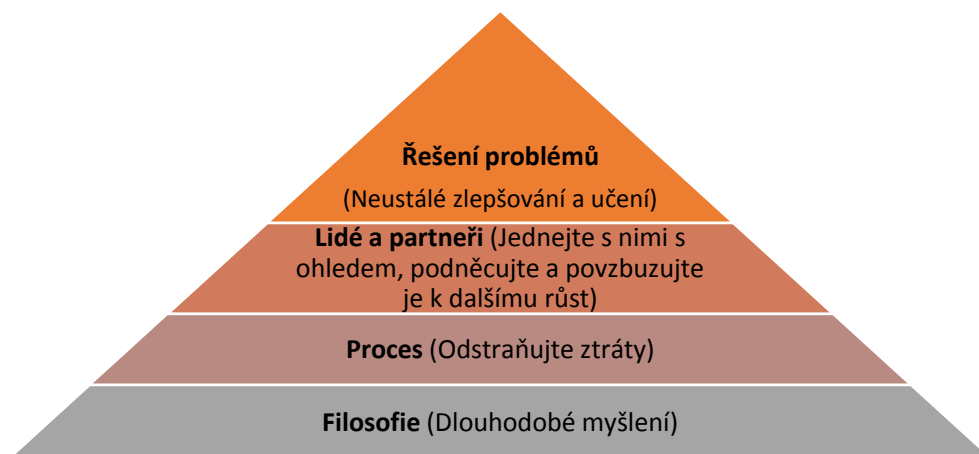 Řešení problémů
(Neustálé zlepšování a učení)
Lidé a partneři (Jednejte s nimi s
ohledem, podněcujte a povzbuzujte
je k dalšímu růst)
Proces (Odstraňujte ztráty)
Filosofie (Dlouhodobé myšlení)